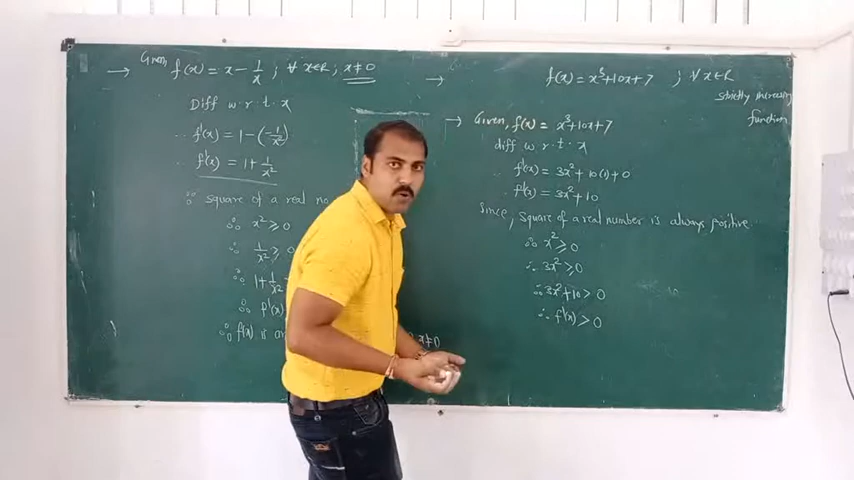 → Given, f(x) = x - 1/x ; ∀ x∈R ; x≠0
Diff w.r.t. x
∴ f'(x) = 1 - (-1/x²)
∴ f'(x) = 1 + 1/x²
∵ square of a real no
∴ x² ≥ 0
∴ 1/x² ≥ 0
∴ 1 + 1/x²
∴ f'(x)
∴ f(x) is an x≠0
→ f(x) = x³+10x+7 ; ∀ x∈R
strictly increasing
function
→ Given, f(x) = x³+10x+7
diff w.r.t. x
∴ f'(x) = 3x² + 10(1) + 0
∴ f'(x) = 3x² + 10
Since, square of a real number is always positive
∴ x² ≥ 0
∴ 3x² ≥ 0
∴ 3x² + 10 > 0
∴ f'(x) > 0